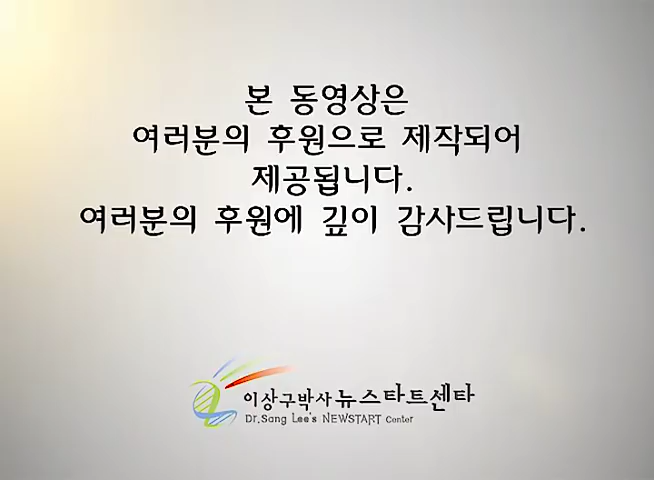 본 동영상은
여러분의 후원으로 제작되어
제공됩니다.
여러분의 후원에 깊이 감사드립니다.
이상구박사뉴스타트센타
Dr.Sang Lee's NEWSTART Center